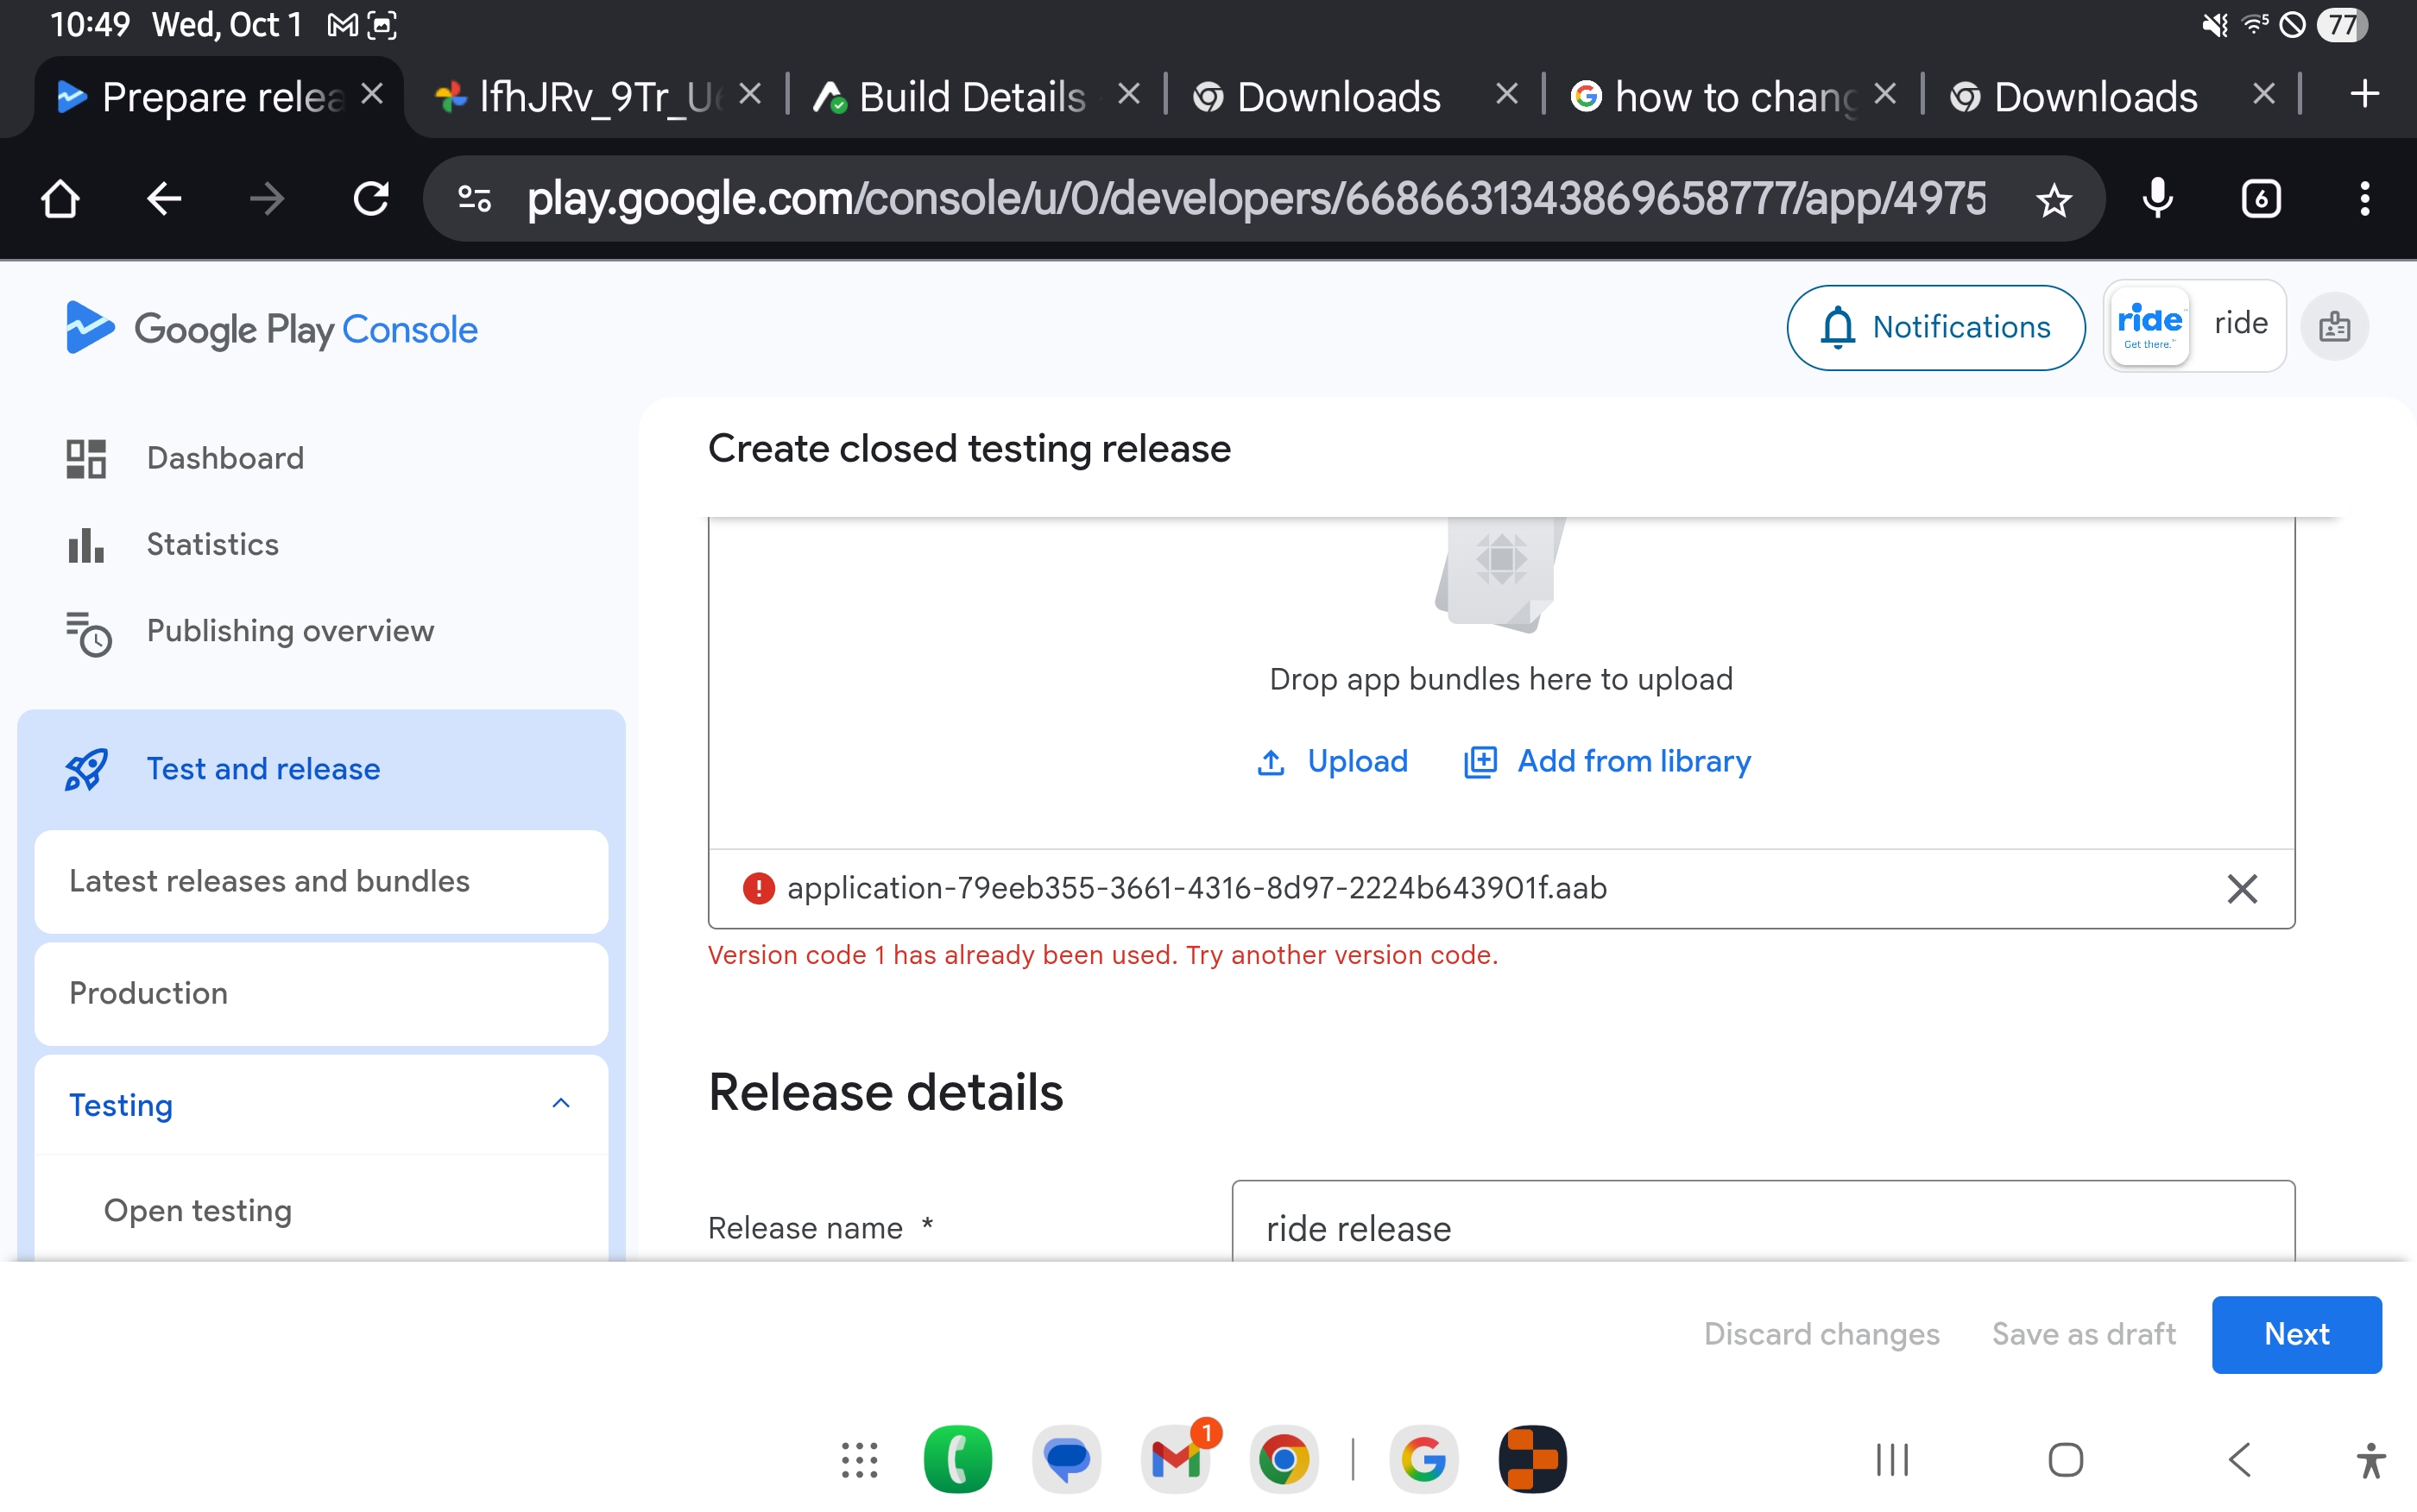 10:49 Wed, Oct 1
77
Prepare relea
lfhJRv_9Tr_U
Build Details
Downloads
how to chang
Downloads
play.google.com/console/u/0/developers/6686631343869658777/app/4975
6
Google Play Console
Notifications
ride
Get there.™
ride
Dashboard
Statistics
Publishing overview
Test and release
Latest releases and bundles
Production
Testing
Open testing
Create closed testing release
Drop app bundles here to upload
Upload
Add from library
application-79eeb355-3661-4316-8d97-2224b643901f.aab
Version code 1 has already been used. Try another version code.
Release details
Release name *
ride release
Discard changes
Save as draft
Next
1